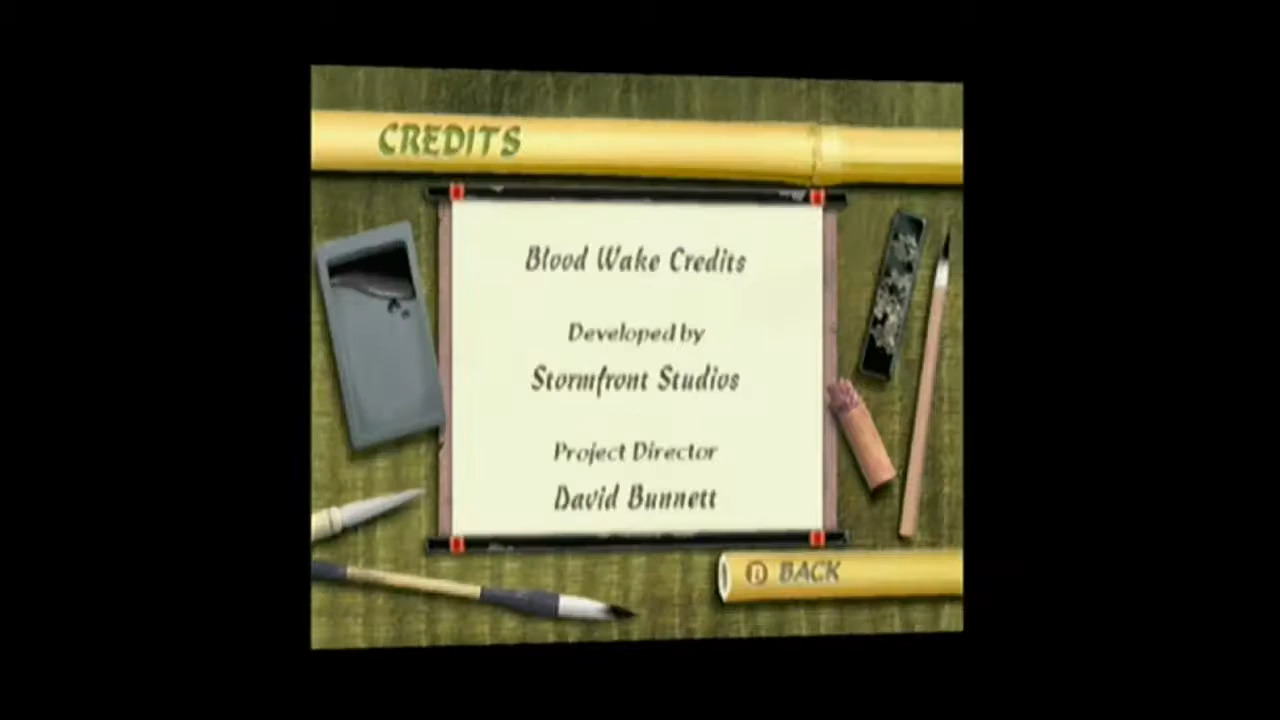 CREDITS
Blood Wake Credits
Developed by
Stormfront Studios
Project Director
David Bunnett
B BACK